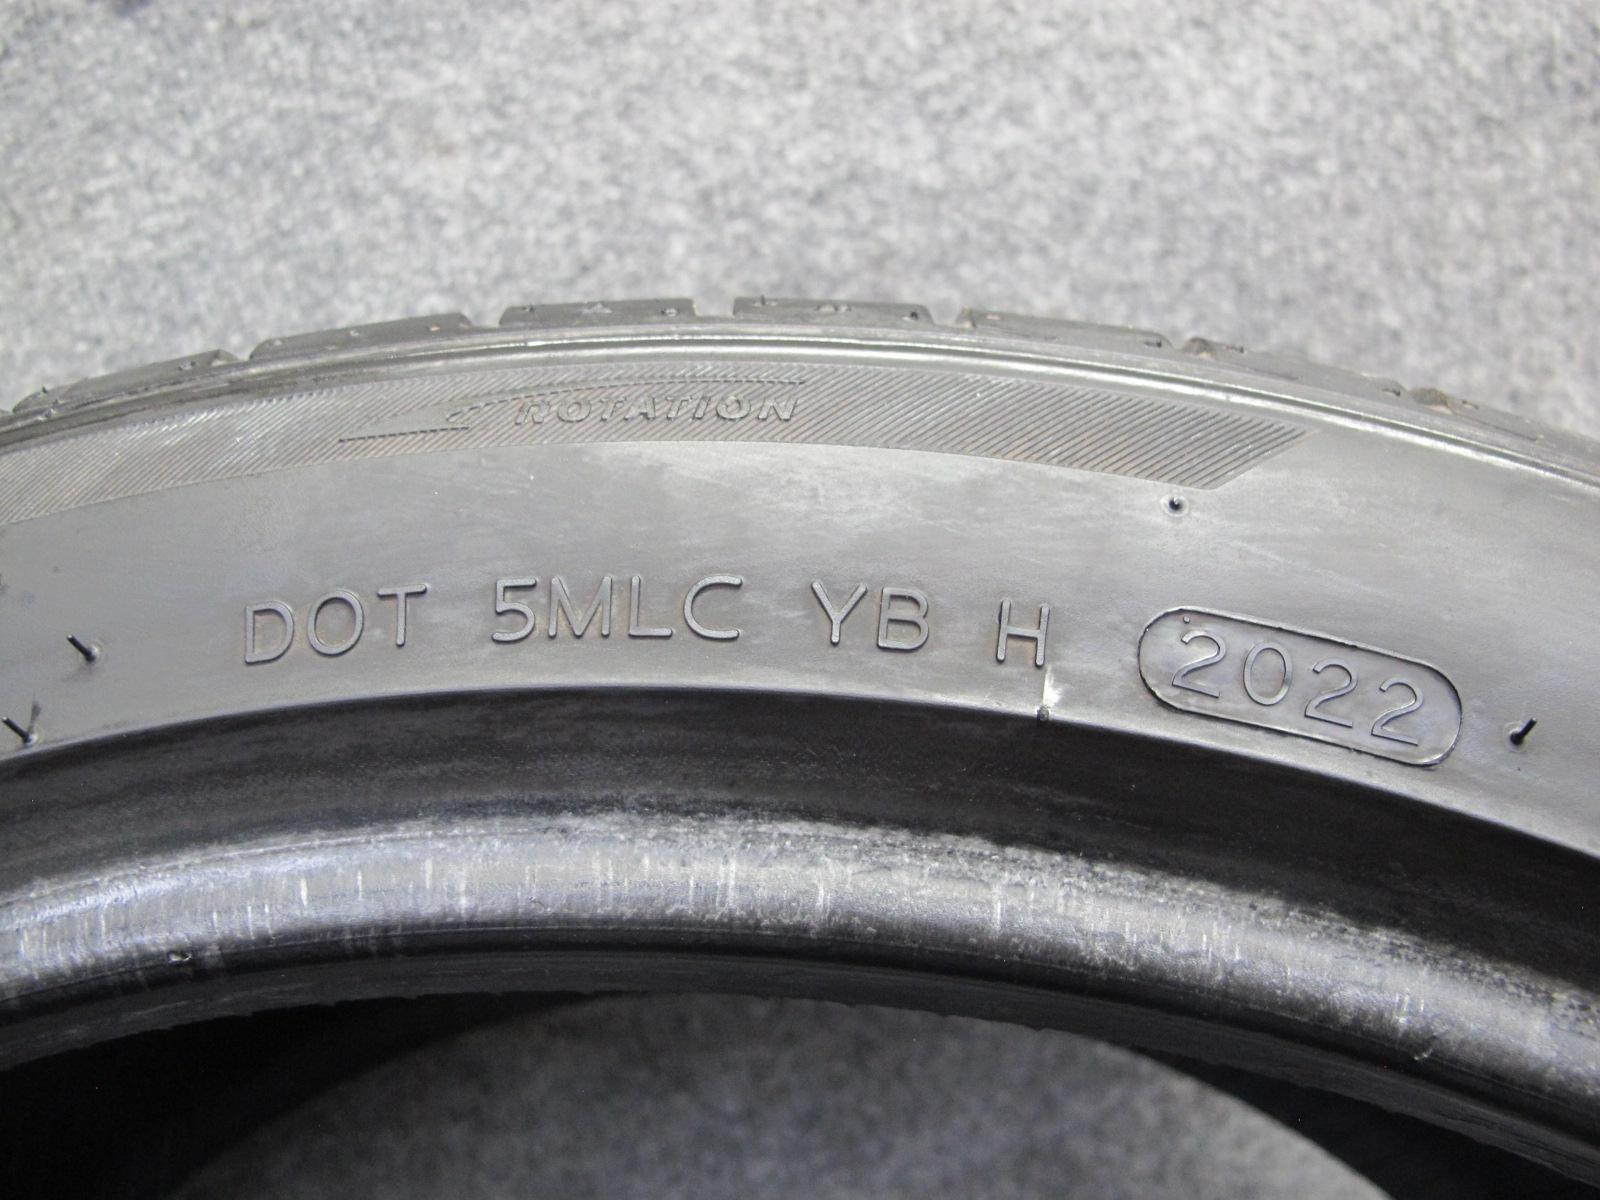 ROTATION
DOT 5MLC YB H 2022